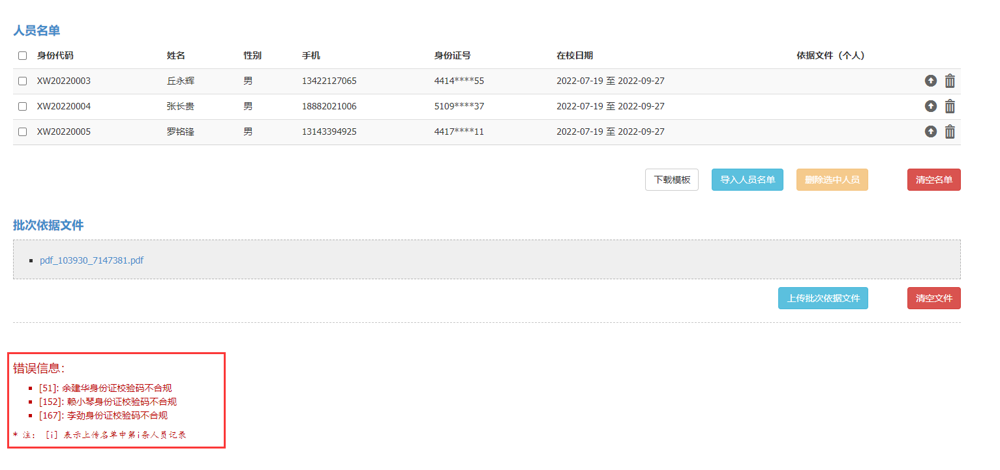 人员名单
身份代码 姓名 性别 手机 身份证号 在校日期 依据文件（个人）
XW20220003 丘永辉 男 13422127065 4414****55 2022-07-19 至 2022-09-27
XW20220004 张长贵 男 18882021006 5109****37 2022-07-19 至 2022-09-27
XW20220005 罗铭锋 男 13143394925 4417****11 2022-07-19 至 2022-09-27
下载模板 导入人员名单 删除选中人员 清空名单
批次依据文件
pdf_103930_7147381.pdf
上传批次依据文件 清空文件
错误信息：
[51]: 余建华身份证校验码不合规
[152]: 赖小琴身份证校验码不合规
[167]: 李劲身份证校验码不合规
* 注： [i] 表示上传名单中第i条人员记录